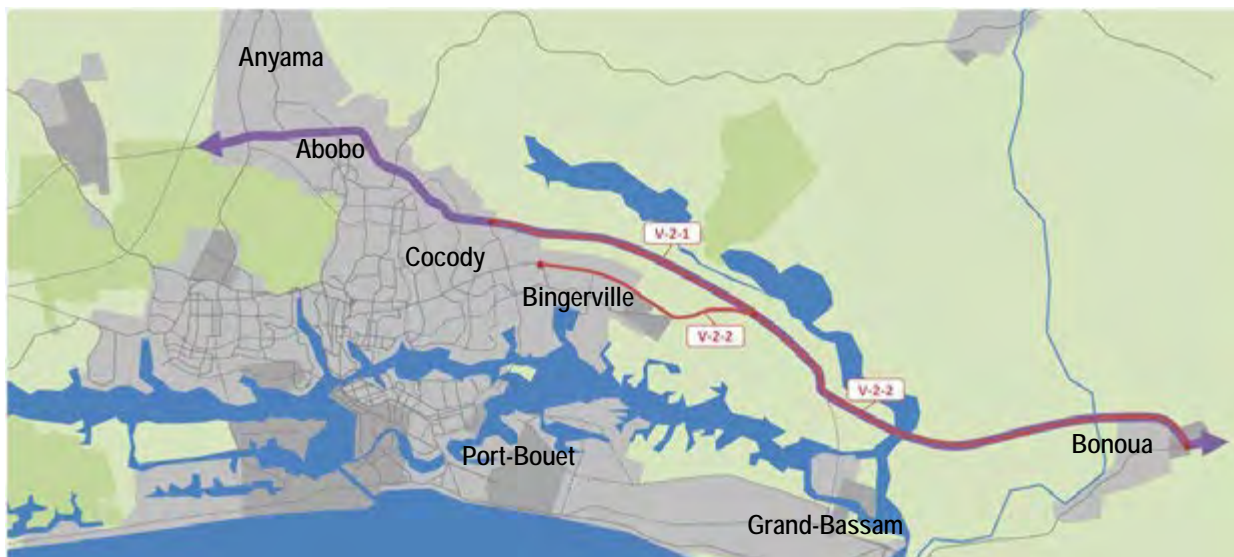 Anyama
Abobo
V-2-1
Cocody
Bingerville
V-2-2
V-2-2
Bonoua
Port-Bouet
Grand-Bassam